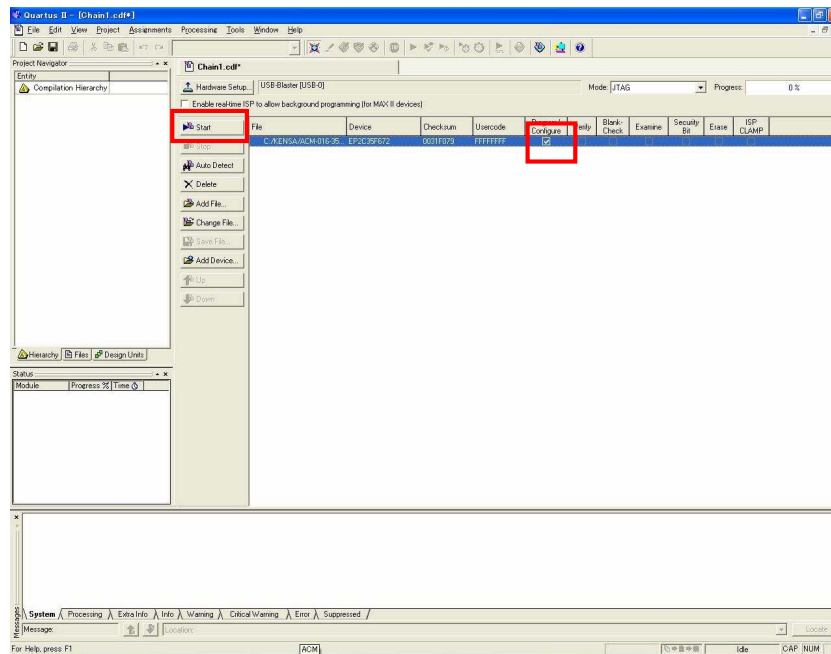 Quartus II - [Chain1.cdf*]
File Edit View Project Assignments Processing Tools Window Help
Project Navigator
Entity
Compilation Hierarchy
Hierarchy Files Design Units
Status
Module Progress % Time
Chain1.cdf*
Hardware Setup... USB-Blaster [USB-0] Mode: JTAG Progress: 0 %
Enable real-time ISP to allow background programming (for MAX II devices)
Start
Stop
Auto Detect
Delete
Add File...
Change File...
Save File...
Add Device...
Up
Down
File Device Checksum Usercode Configure Blank-Check Examine Security Bit Erase ISP CLAMP
C:/KENSA/ACM-016-35... EP2C35F672 0031F079 FFFFFFFF
System Processing Extra Info Info Warning Critical Warning Error Suppressed
Messages
Message: Location: Locate
For Help, press F1 ACM Idle CAP NUM